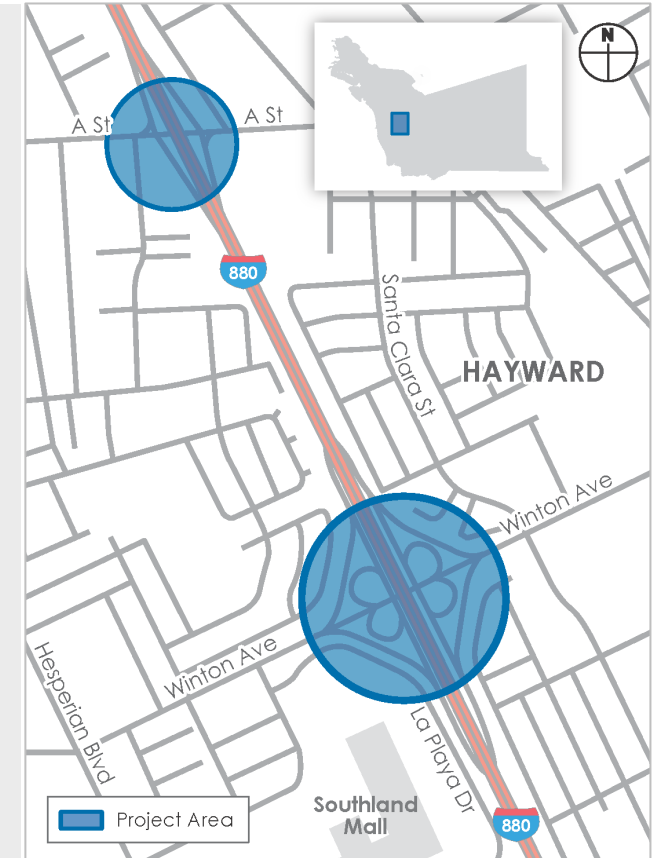 N
A St
A St
880
Santa Clara St
HAYWARD
Winton Ave
Winton Ave
Hesperian Blvd
La Playa Dr
Southland
Mall
Project Area
880